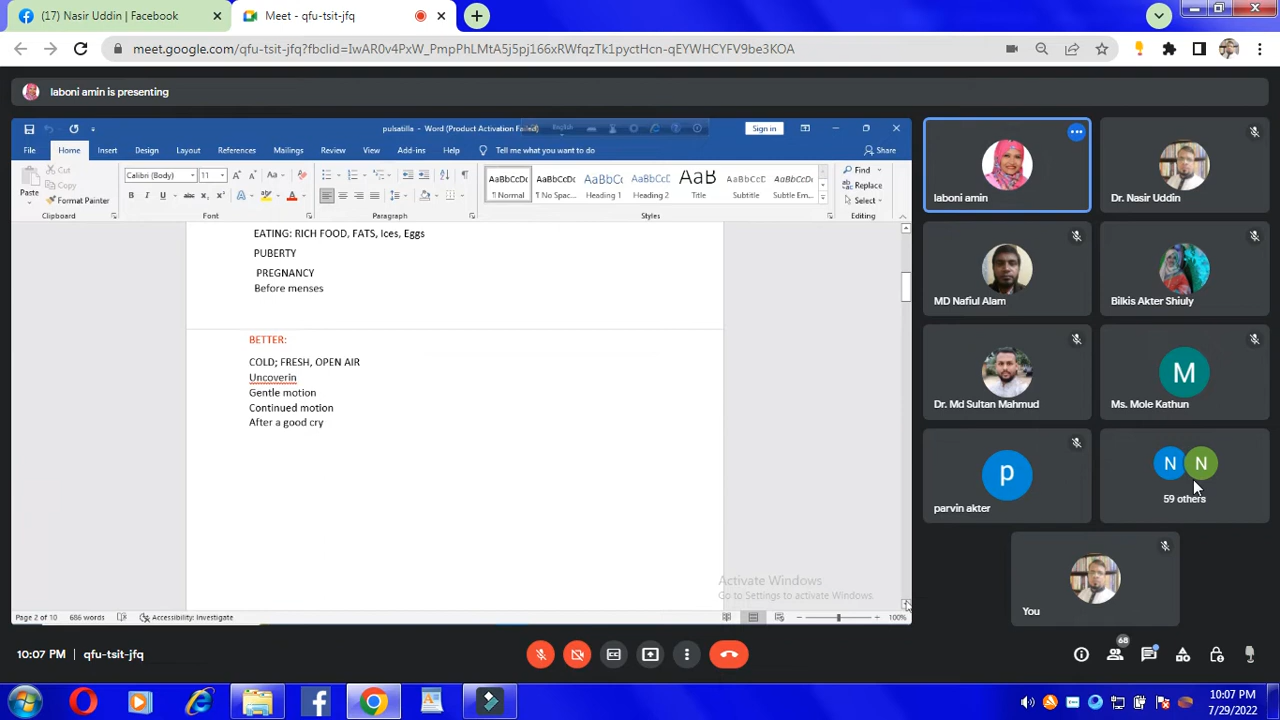 (17) Nasir Uddin | Facebook
Meet - qfu-tsit-jfq
meet.google.com/qfu-tsit-jfq?fbclid=IwAR0v4PxW_PnpPhLMtA5j5pj166xRWfqzTk1pyctHcn-qEYWHCYFV9be3KOA
laboni amin is presenting
pulsatilla - Word (Product Activation Failed)
English
Sign in
File Home Insert Design Layout References Mailings Review View Add-ins Help Tell me what you want to do Share
Paste
Cut
Copy
Format Painter
Calibri (Body) 11
AaBbCcDc AaBbCcDc AaBbCc AaBbCcD AaB AaBbCcD AaBbCcD
Normal No Spac... Heading 1 Heading 2 Title Subtitle Subtle Em...
Find
Replace
Select
Clipboard Font Paragraph Styles Editing
EATING: RICH FOOD, FATS, Ices, Eggs
PUBERTY
PREGNANCY
Before menses
BETTER:
COLD; FRESH, OPEN AIR
Uncoverin
Gentle motion
Continued motion
After a good cry
Activate Windows
Go to Settings to activate Windows.
Page 2 of 10 686 words Accessibility: Investigate 100%
laboni amin
Dr. Nasir Uddin
MD Nafiul Alam
Bilkis Akter Shiuly
Dr. Md Sultan Mahmud
M
Ms. Mole Kathun
p
parvin akter
N N
59 others
You
10:07 PM | qfu-tsit-jfq
68
10:07 PM
7/29/2022